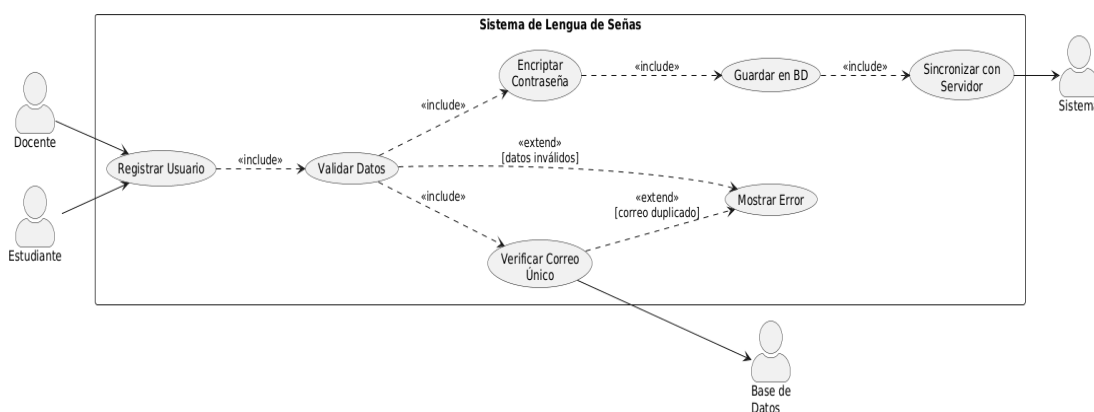 Sistema de Lengua de Señas
Encriptar
Contraseña
«include»
Guardar en BD
«include»
Sincronizar con
Servidor
Sistema
«include»
Docente
«extend»
[datos inválidos]
Registrar Usuario
«include»
Validar Datos
«include»
«extend»
[correo duplicado]
Mostrar Error
Estudiante
Verificar Correo
Único
Base de
Datos